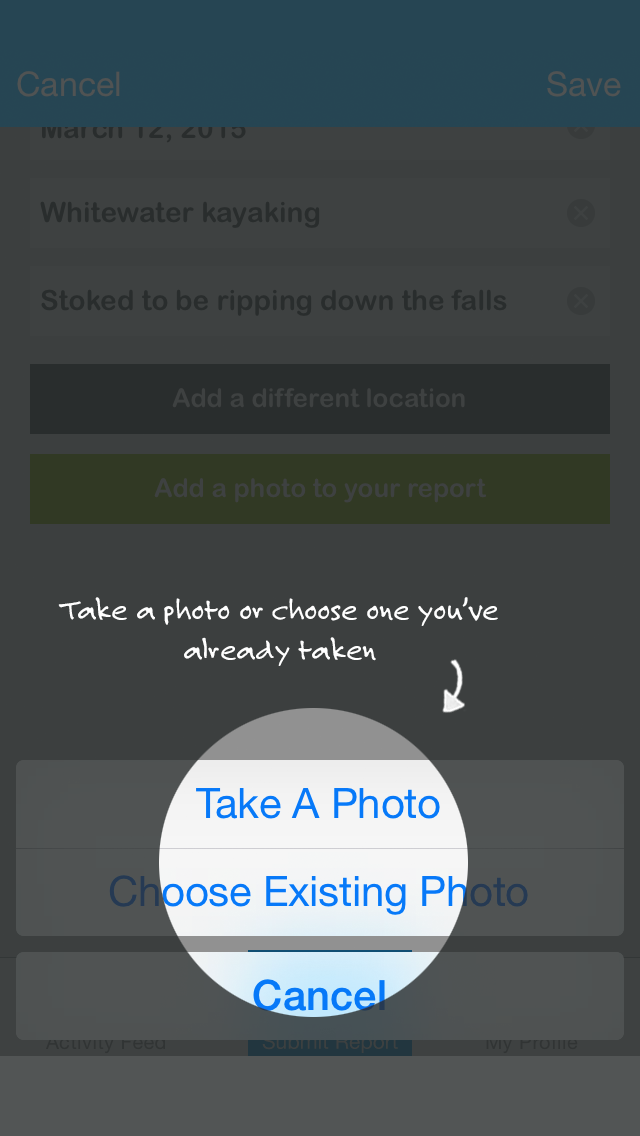 Cancel Save
March 12, 2015
Whitewater kayaking
Stoked to be ripping down the falls
Add a different location
Add a photo to your report
Take a photo or choose one you've
already taken
Take A Photo
Choose Existing Photo
Cancel
Activity Feed Submit Report My Profile